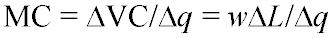 MC = ΔVC/Δq = wΔL/Δq